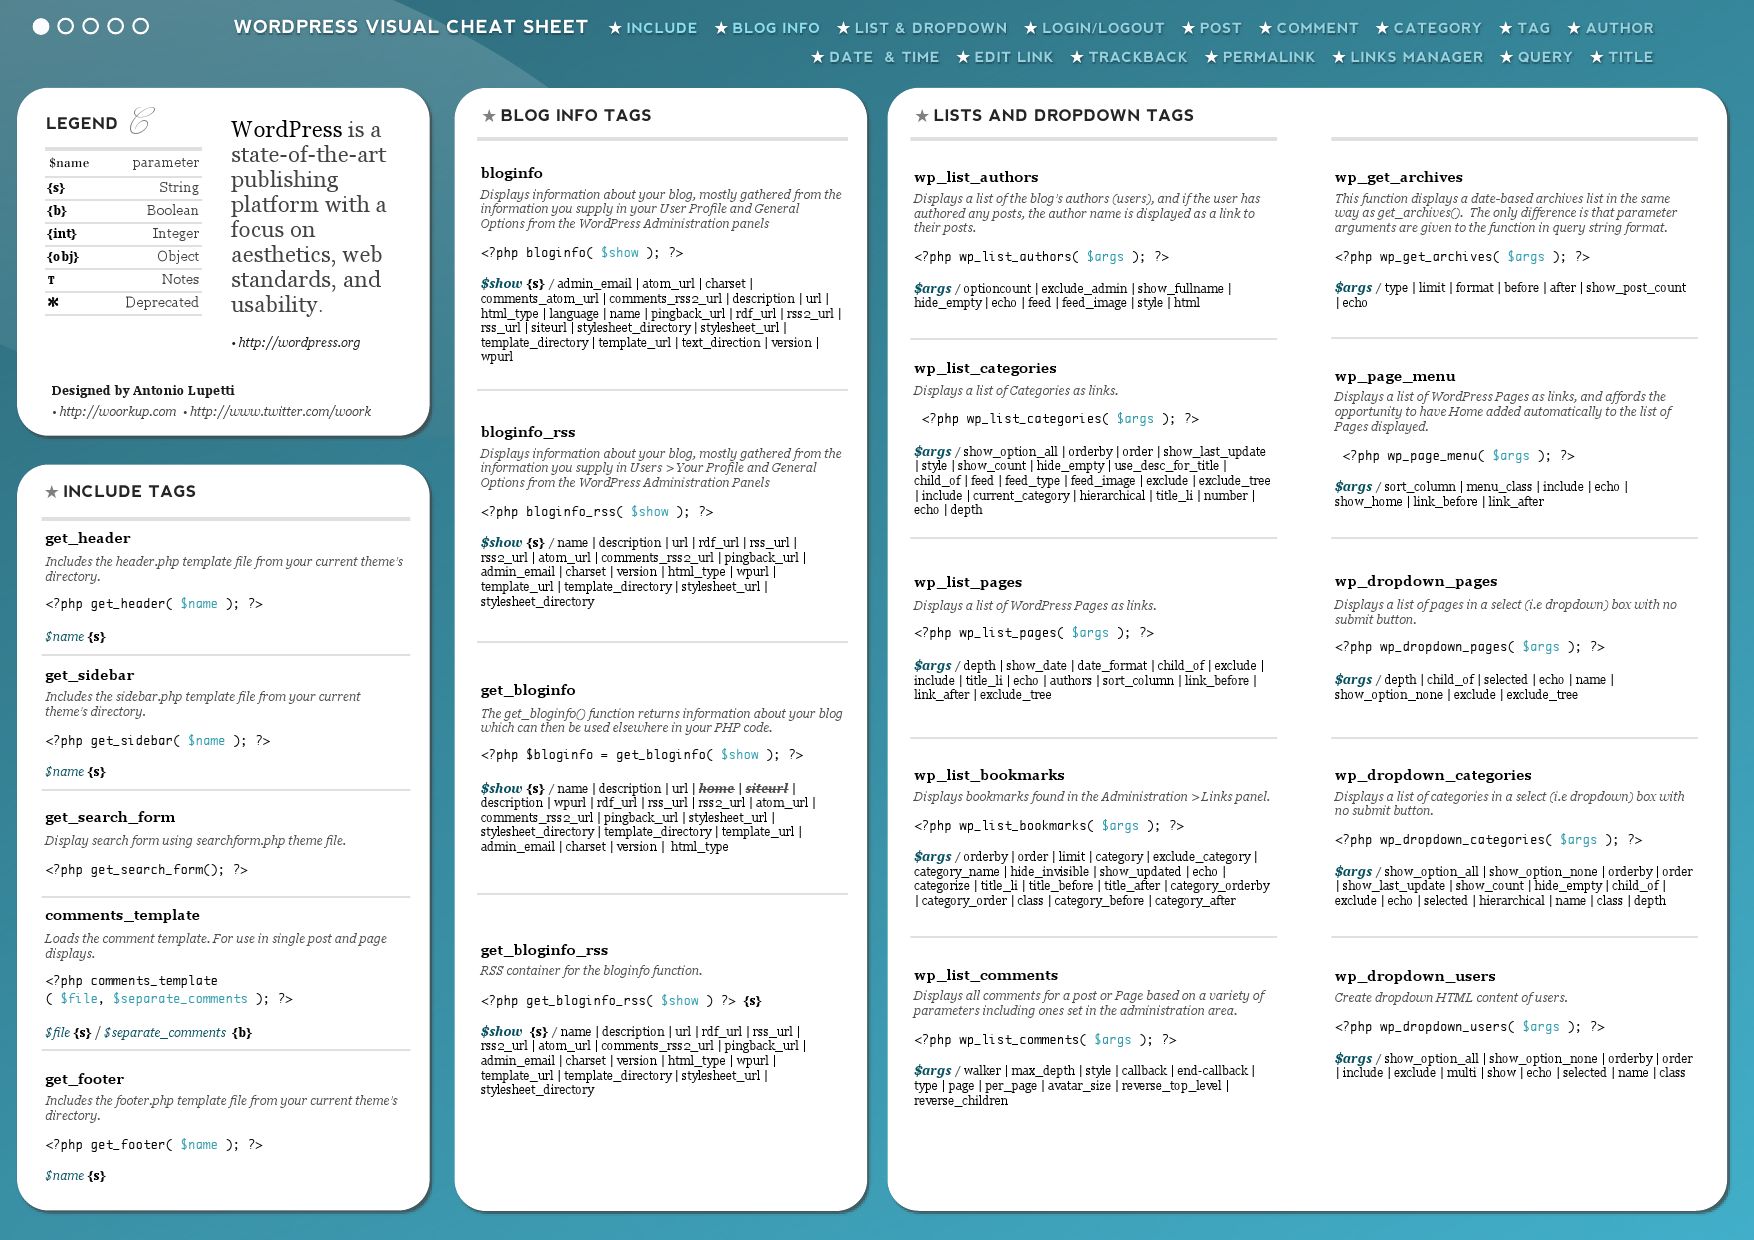 WORDPRESS VISUAL CHEAT SHEET ★ INCLUDE ★ BLOG INFO ★ LIST & DROPDOWN ★ LOGIN/LOGOUT ★ POST ★ COMMENT ★ CATEGORY ★ TAG ★ AUTHOR
★ DATE & TIME ★ EDIT LINK ★ TRACKBACK ★ PERMALINK ★ LINKS MANAGER ★ QUERY ★ TITLE
LEGEND C
$name parameter
{s} String
{b} Boolean
{int} Integer
{obj} Object
T Notes
* Deprecated
WordPress is a
state-of-the-art
publishing
platform with a
focus on
aesthetics, web
standards, and
usability.
• http://wordpress.org
Designed by Antonio Lupetti
• http://woorkup.com • http://www.twitter.com/woork
★ INCLUDE TAGS
get_header
Includes the header.php template file from your current theme's
directory.
<?php get_header( $name ); ?>
$name {s}
get_sidebar
Includes the sidebar.php template file from your current
theme's directory.
<?php get_sidebar( $name ); ?>
$name {s}
get_search_form
Display search form using searchform.php theme file.
<?php get_search_form(); ?>
comments_template
Loads the comment template. For use in single post and page
displays.
<?php comments_template
( $file, $separate_comments ); ?>
$file {s} / $separate_comments {b}
get_footer
Includes the footer.php template file from your current theme's
directory.
<?php get_footer( $name ); ?>
$name {s}
★ BLOG INFO TAGS
bloginfo
Displays information about your blog, mostly gathered from the
information you supply in your User Profile and General
Options from the WordPress Administration panels
<?php bloginfo( $show ); ?>
$show {s} / admin_email | atom_url | charset |
comments_atom_url | comments_rss2_url | description | url |
html_type | language | name | pingback_url | rdf_url | rss2_url |
rss_url | siteurl | stylesheet_directory | stylesheet_url |
template_directory | template_url | text_direction | version |
wpurl
bloginfo_rss
Displays information about your blog, mostly gathered from the
information you supply in Users > Your Profile and General
Options from the WordPress Administration Panels
<?php bloginfo_rss( $show ); ?>
$show {s} / name | description | url | rdf_url | rss_url |
rss2_url | atom_url | comments_rss2_url | pingback_url |
admin_email | charset | version | html_type | wpurl |
template_url | template_directory | stylesheet_url |
stylesheet_directory
get_bloginfo
The get_bloginfo() function returns information about your blog
which can then be used elsewhere in your PHP code.
<?php $bloginfo = get_bloginfo( $show ); ?>
$show {s} / name | description | url | home | siteurl |
description | wpurl | rdf_url | rss_url | rss2_url | atom_url |
comments_rss2_url | pingback_url | stylesheet_url |
stylesheet_directory | template_directory | template_url |
admin_email | charset | version | html_type
get_bloginfo_rss
RSS container for the bloginfo function.
<?php get_bloginfo_rss( $show ) ?> {s}
$show {s} / name | description | url | rdf_url | rss_url |
rss2_url | atom_url | comments_rss2_url | pingback_url |
admin_email | charset | version | html_type | wpurl |
template_url | template_directory | stylesheet_url |
stylesheet_directory
★ LISTS AND DROPDOWN TAGS
wp_list_authors
Displays a list of the blog's authors (users), and if the user has
authored any posts, the author name is displayed as a link to
their posts.
<?php wp_list_authors( $args ); ?>
$args / optioncount | exclude_admin | show_fullname |
hide_empty | echo | feed | feed_image | style | html
wp_list_categories
Displays a list of Categories as links.
<?php wp_list_categories( $args ); ?>
$args / show_option_all | orderby | order | show_last_update
| style | show_count | hide_empty | use_desc_for_title |
child_of | feed | feed_type | feed_image | exclude | exclude_tree
| include | current_category | hierarchical | title_li | number |
echo | depth
wp_list_pages
Displays a list of WordPress Pages as links.
<?php wp_list_pages( $args ); ?>
$args / depth | show_date | date_format | child_of | exclude |
include | title_li | echo | authors | sort_column | link_before |
link_after | exclude_tree
wp_list_bookmarks
Displays bookmarks found in the Administration > Links panel.
<?php wp_list_bookmarks( $args ); ?>
$args / orderby | order | limit | category | exclude_category |
category_name | hide_invisible | show_updated | echo |
categorize | title_li | title_before | title_after | category_orderby
| category_order | class | category_before | category_after
wp_list_comments
Displays all comments for a post or Page based on a variety of
parameters including ones set in the administration area.
<?php wp_list_comments( $args ); ?>
$args / walker | max_depth | style | callback | end-callback |
type | page | per_page | avatar_size | reverse_top_level |
reverse_children
wp_get_archives
This function displays a date-based archives list in the same
way as get_archives(). The only difference is that parameter
arguments are given to the function in query string format.
<?php wp_get_archives( $args ); ?>
$args / type | limit | format | before | after | show_post_count
| echo
wp_page_menu
Displays a list of WordPress Pages as links, and affords the
opportunity to have Home added automatically to the list of
Pages displayed.
<?php wp_page_menu( $args ); ?>
$args / sort_column | menu_class | include | echo |
show_home | link_before | link_after
wp_dropdown_pages
Displays a list of pages in a select (i.e dropdown) box with no
submit button.
<?php wp_dropdown_pages( $args ); ?>
$args / depth | child_of | selected | echo | name |
show_option_none | exclude | exclude_tree
wp_dropdown_categories
Displays a list of categories in a select (i.e dropdown) box with
no submit button.
<?php wp_dropdown_categories( $args ); ?>
$args / show_option_all | show_option_none | orderby | order
| show_last_update | show_count | hide_empty | child_of |
exclude | echo | selected | hierarchical | name | class | depth
wp_dropdown_users
Create dropdown HTML content of users.
<?php wp_dropdown_users( $args ); ?>
$args / show_option_all | show_option_none | orderby | order
| include | exclude | multi | show | echo | selected | name | class